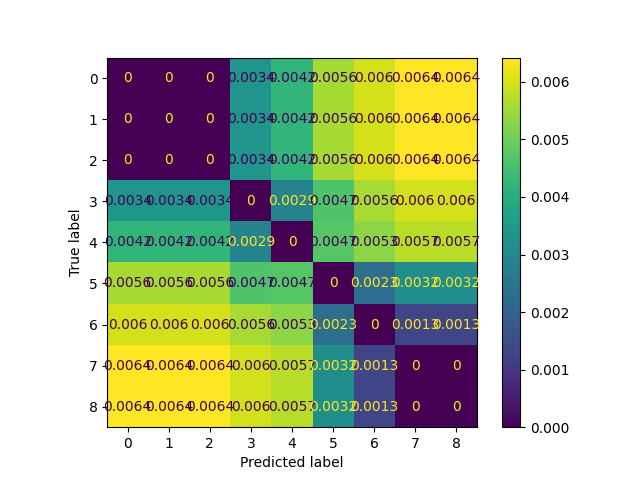 0 0 0 0 0.0034 0.0042 0.0056 0.006 0.0064 0.0064
1 0 0 0 0.0034 0.0042 0.0056 0.006 0.0064 0.0064
2 0 0 0 0.0034 0.0042 0.0056 0.006 0.0064 0.0064
3 0.0034 0.0034 0.0034 0 0.0029 0.0047 0.0056 0.006 0.006
4 0.0042 0.0042 0.0042 0.0029 0 0.0047 0.0053 0.0057 0.0057
5 0.0056 0.0056 0.0056 0.0047 0.0047 0 0.0023 0.0032 0.0032
6 0.006 0.006 0.006 0.0056 0.0053 0.0023 0 0.0013 0.0013
7 0.0064 0.0064 0.0064 0.006 0.0057 0.0032 0.0013 0 0
8 0.0064 0.0064 0.0064 0.006 0.0057 0.0032 0.0013 0 0
0 1 2 3 4 5 6 7 8
Predicted label
True label
0.006
0.005
0.004
0.003
0.002
0.001
0.000